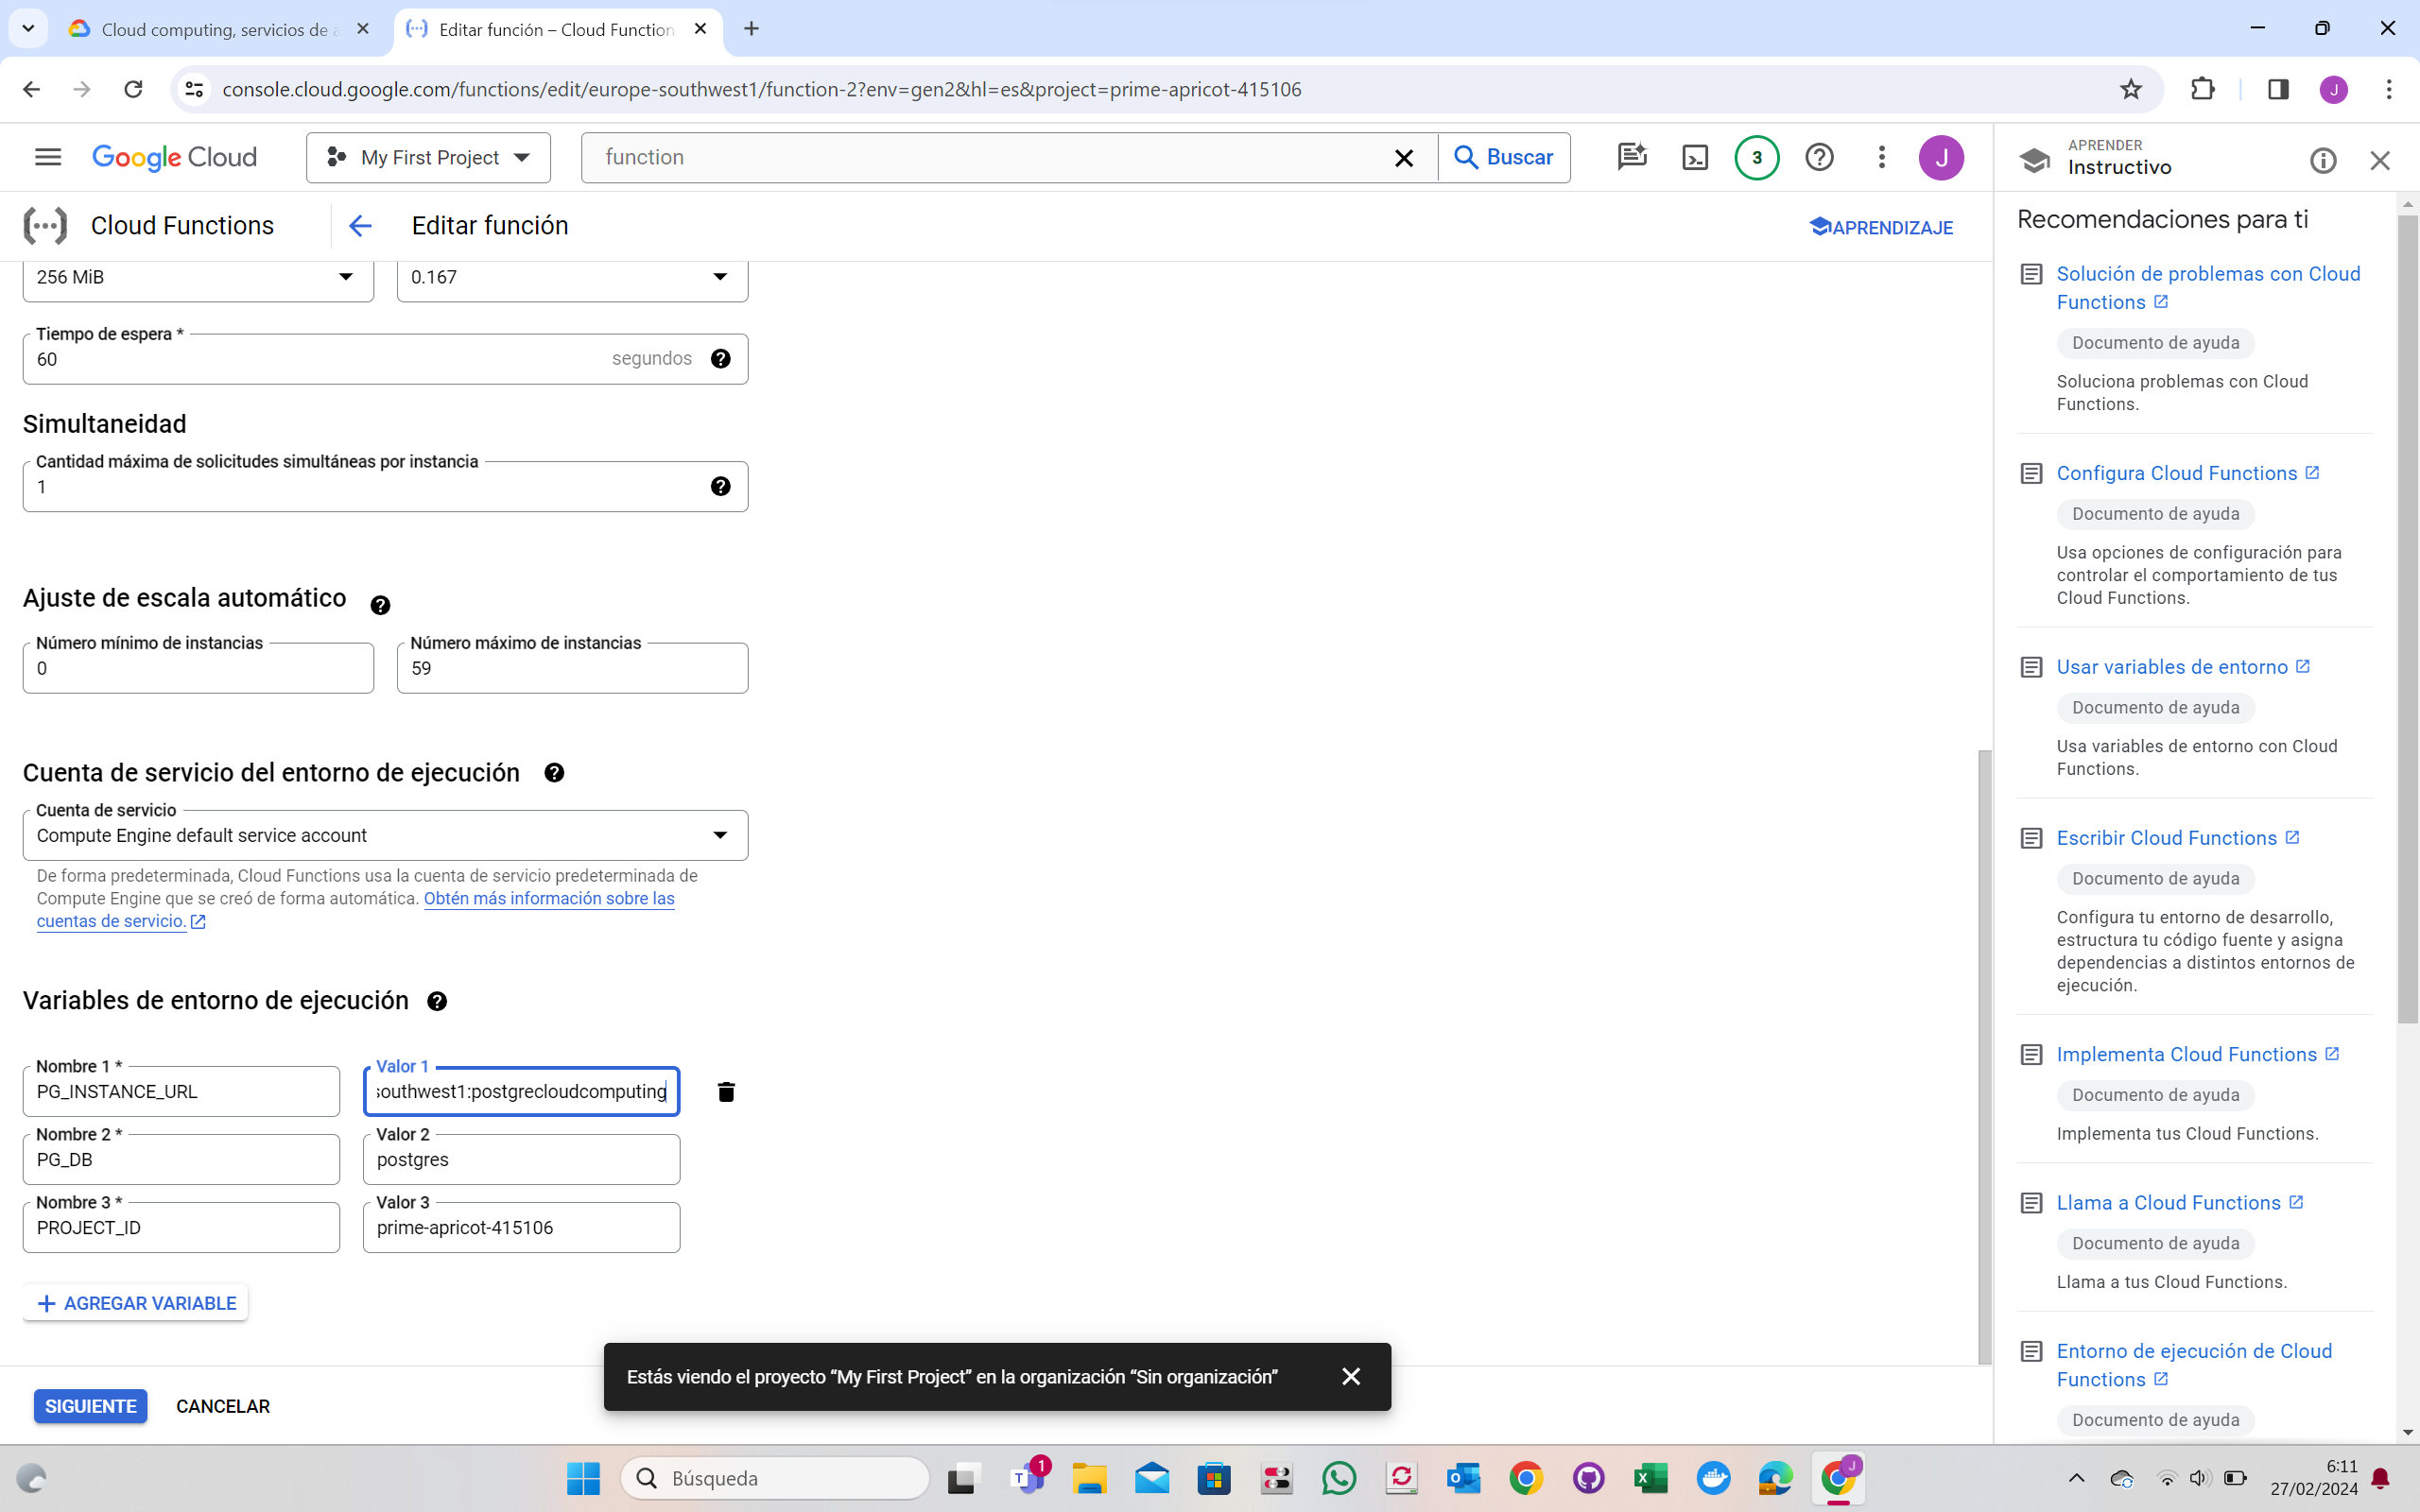 Cloud computing, servicios de a
Editar función – Cloud Function
console.cloud.google.com/functions/edit/europe-southwest1/function-2?env=gen2&hl=es&project=prime-apricot-415106
J
Google Cloud
My First Project
function
Buscar
3
J
APRENDER
Instructivo
Cloud Functions
Editar función
APRENDIZAJE
256 MiB
0.167
Tiempo de espera *
60
segundos
Simultaneidad
Cantidad máxima de solicitudes simultáneas por instancia
1
Ajuste de escala automático
Número mínimo de instancias
0
Número máximo de instancias
59
Cuenta de servicio del entorno de ejecución
Cuenta de servicio
Compute Engine default service account
De forma predeterminada, Cloud Functions usa la cuenta de servicio predeterminada de
Compute Engine que se creó de forma automática. Obtén más información sobre las
cuentas de servicio.
Variables de entorno de ejecución
Nombre 1 *
PG_INSTANCE_URL
Valor 1
southwest1:postgrecloudcomputing
Nombre 2 *
PG_DB
Valor 2
postgres
Nombre 3 *
PROJECT_ID
Valor 3
prime-apricot-415106
AGREGAR VARIABLE
SIGUIENTE
CANCELAR
Estás viendo el proyecto “My First Project” en la organización “Sin organización”
Recomendaciones para ti
Solución de problemas con Cloud
Functions
Documento de ayuda
Soluciona problemas con Cloud
Functions.
Configura Cloud Functions
Documento de ayuda
Usa opciones de configuración para
controlar el comportamiento de tus
Cloud Functions.
Usar variables de entorno
Documento de ayuda
Usa variables de entorno con Cloud
Functions.
Escribir Cloud Functions
Documento de ayuda
Configura tu entorno de desarrollo,
estructura tu código fuente y asigna
dependencias a distintos entornos de
ejecución.
Implementa Cloud Functions
Documento de ayuda
Implementa tus Cloud Functions.
Llama a Cloud Functions
Documento de ayuda
Llama a tus Cloud Functions.
Entorno de ejecución de Cloud
Functions
Documento de ayuda
Búsqueda
1
J
6:11
27/02/2024